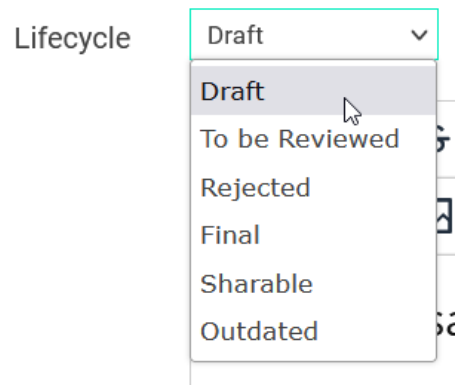 Lifecycle Draft
Draft
To be Reviewed
Rejected
Final
Sharable
Outdated